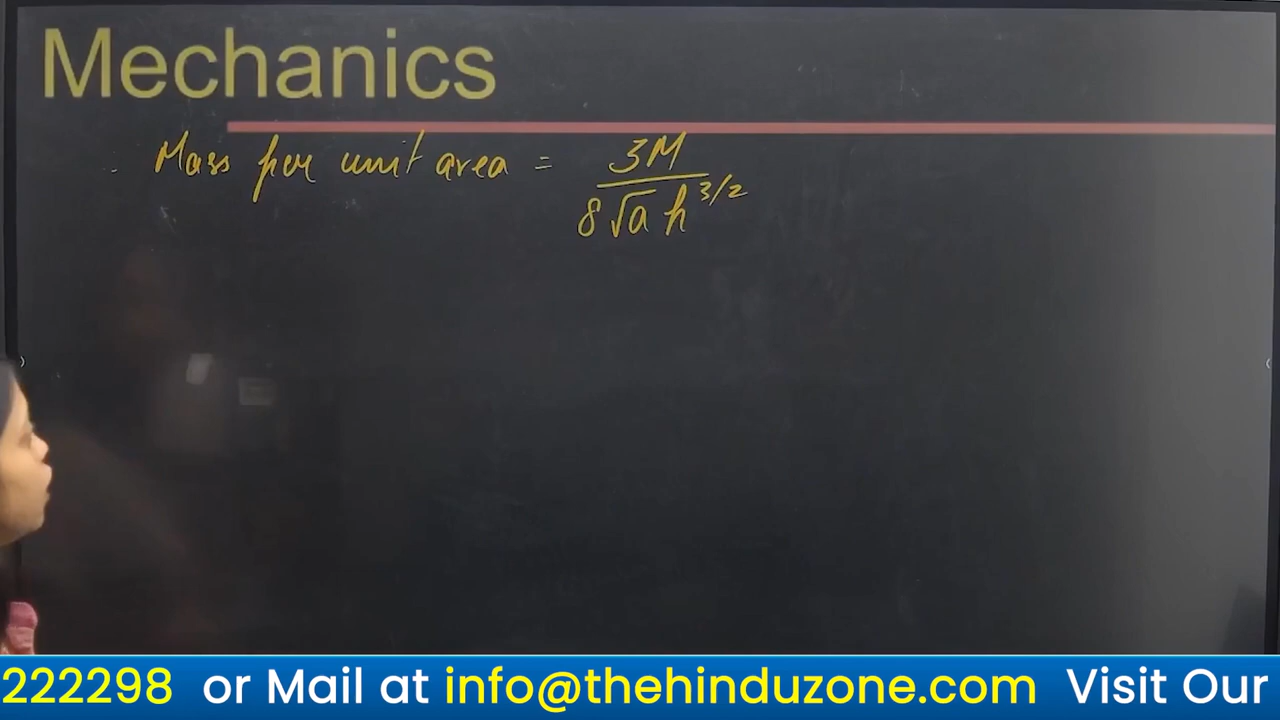 Mechanics
∴ Mass per unit area = 3M / 8√a h^3/2
222298 or Mail at info@thehinduzone.com Visit Our